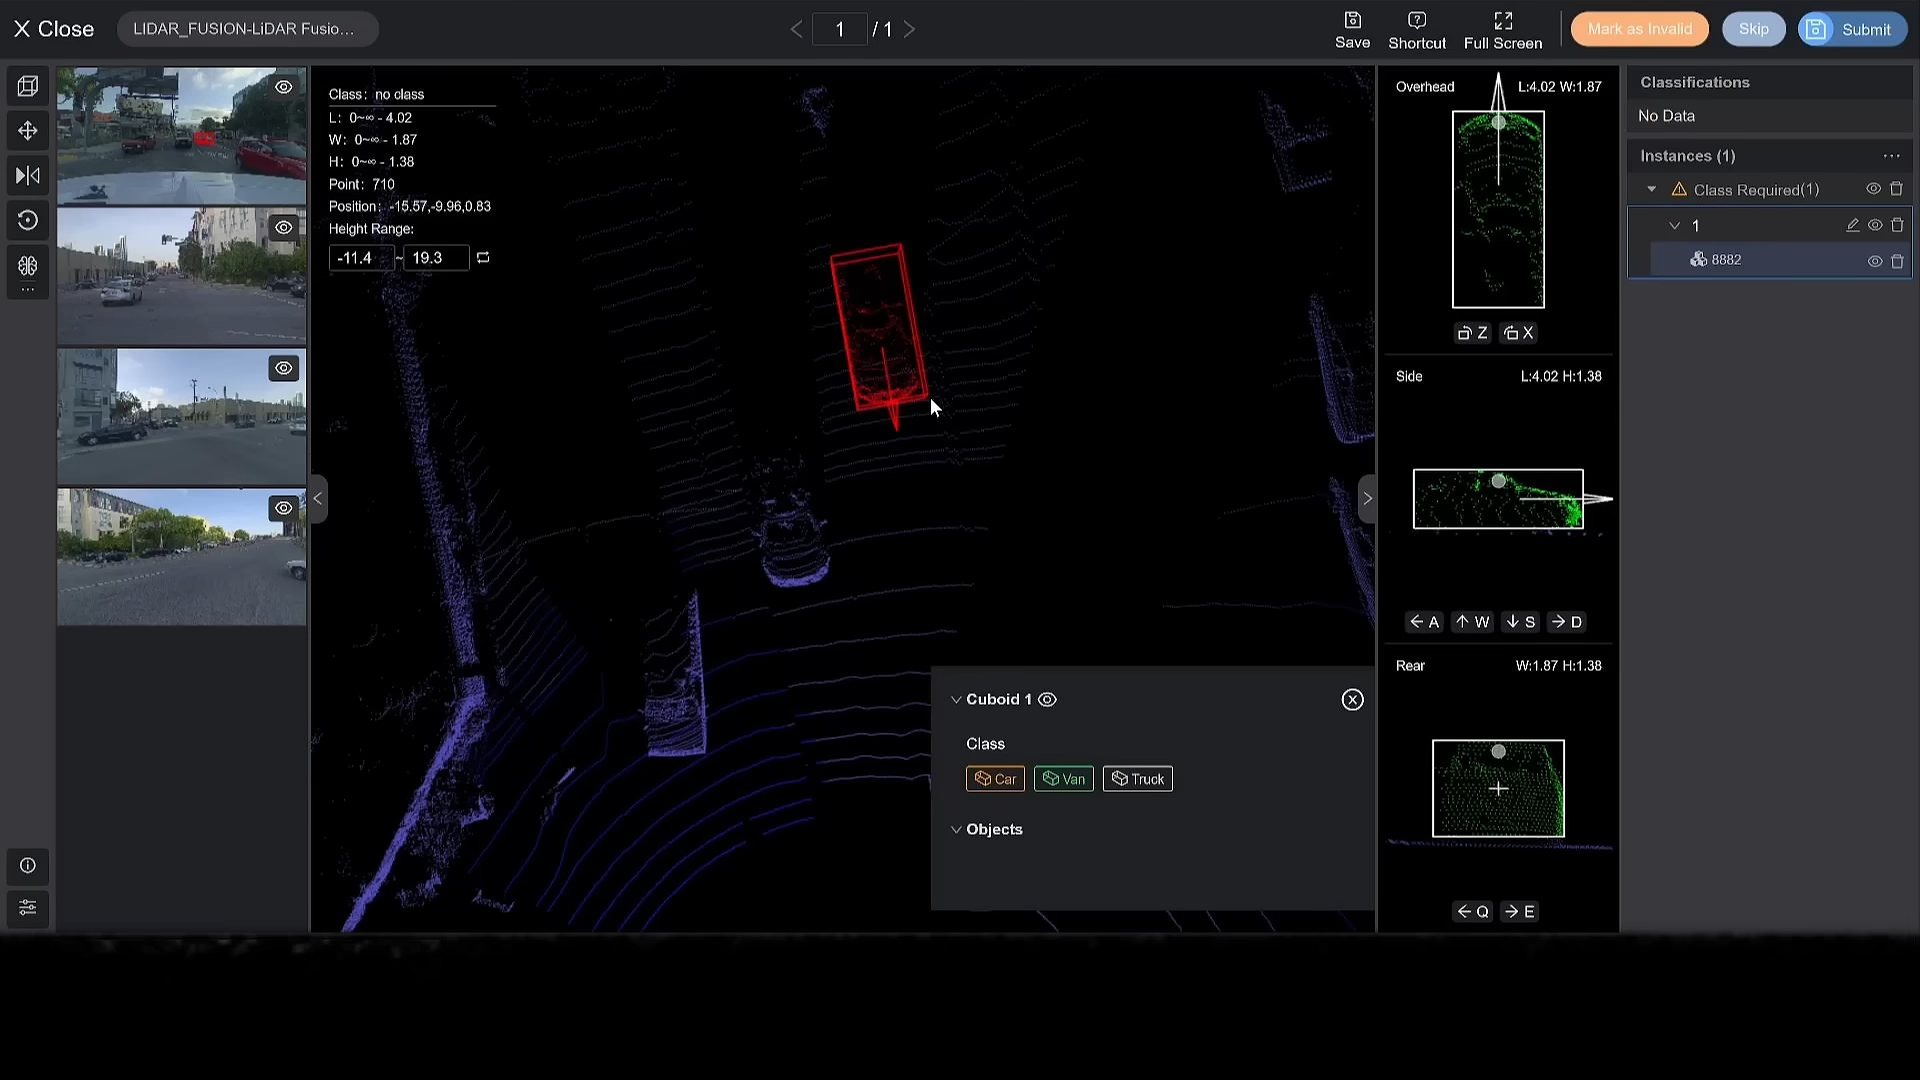 X Close
LIDAR_FUSION-LiDAR Fusio...
1 / 1
Save
Shortcut
Full Screen
Mark as Invalid
Skip
Submit
Class: no class
L: 0~∞ - 4.02
W: 0~∞ - 1.87
H: 0~∞ - 1.38
Point: 710
Position: -15.57,-9.96,0.83
Height Range:
-11.4 ~ 19.3
Cuboid 1
Class
Car Van Truck
Objects
Overhead L:4.02 W:1.87
Z X
Side L:4.02 H:1.38
A W S D
Rear W:1.87 H:1.38
Q E
Classifications
No Data
Instances (1) ...
Class Required(1)
1
8882